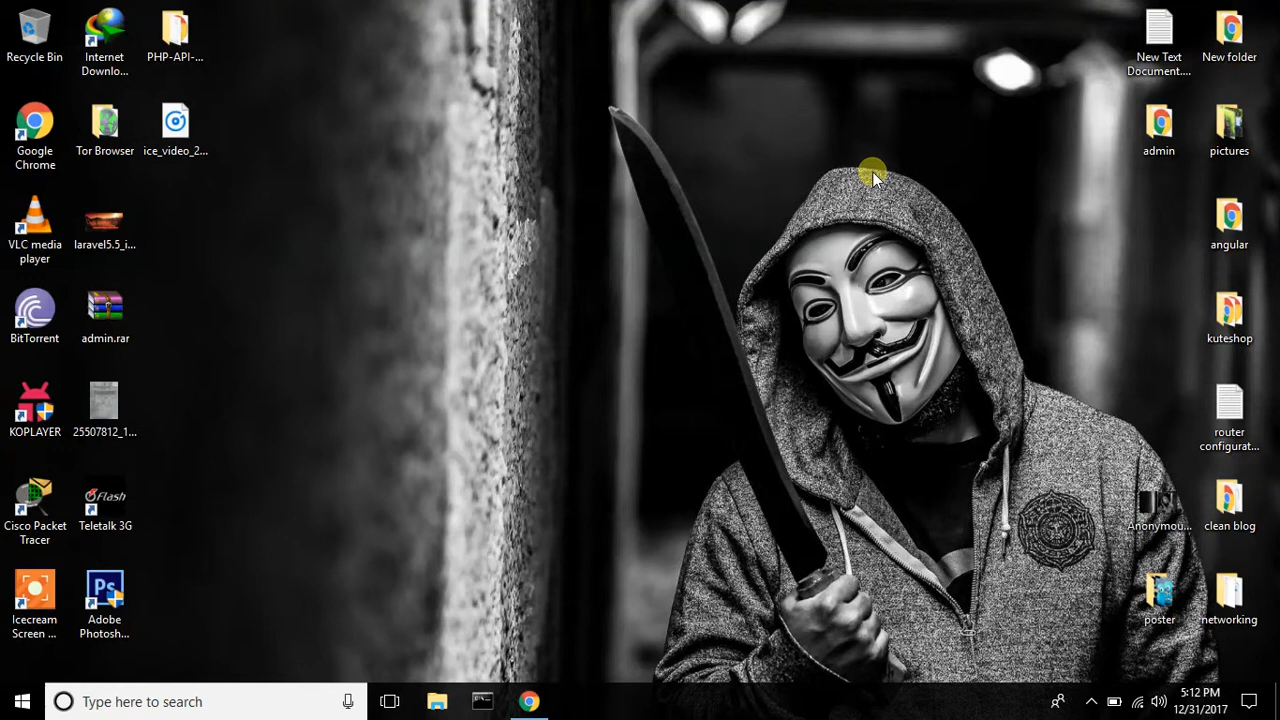 Recycle Bin
Internet
Downlo...
PHP-API-...
Google
Chrome
Tor Browser
ice_video_2...
VLC media
player
laravel5.5_i...
BitTorrent
admin.rar
KOPLAYER
25507812_1...
Cisco Packet
Tracer
Flash
Teletalk 3G
Icecream
Screen ...
Ps
Adobe
Photosh...
New Text
Document....
New folder
admin
pictures
angular
kuteshop
router
configurat...
Anonymou...
clean blog
poster
networking
Type here to search
5:12 PM
12/31/2017